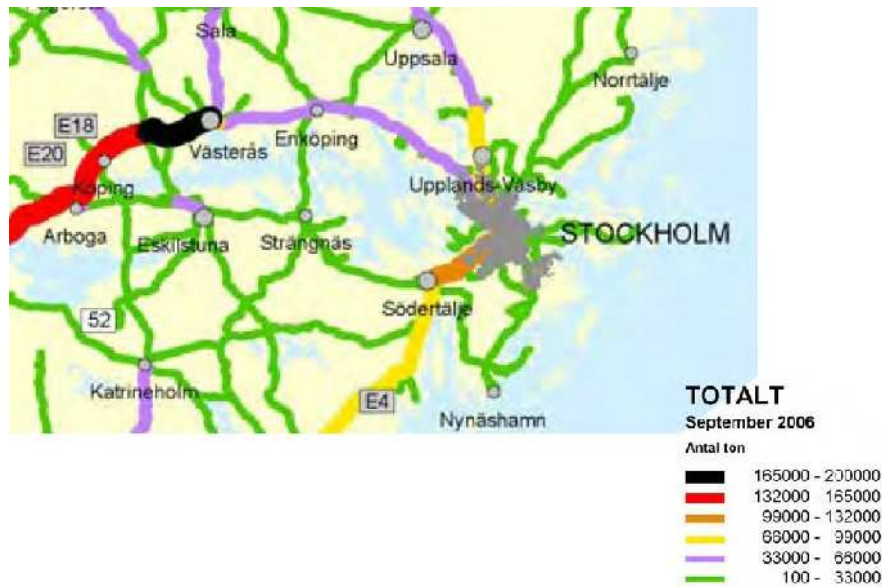 Sala
Uppsala
Norrtälje
E18
Västerås
Enköping
E20
Köping
Upplands-Väsby
Arboga
Eskilstuna
Strängnäs
STOCKHOLM
Södertälje
52
Katrineholm
E4
Nynäshamn
TOTALT
September 2006
Antal ton
165000 - 200000
132000 - 165000
99000 - 132000
66000 - 99000
33000 - 66000
100 - 33000